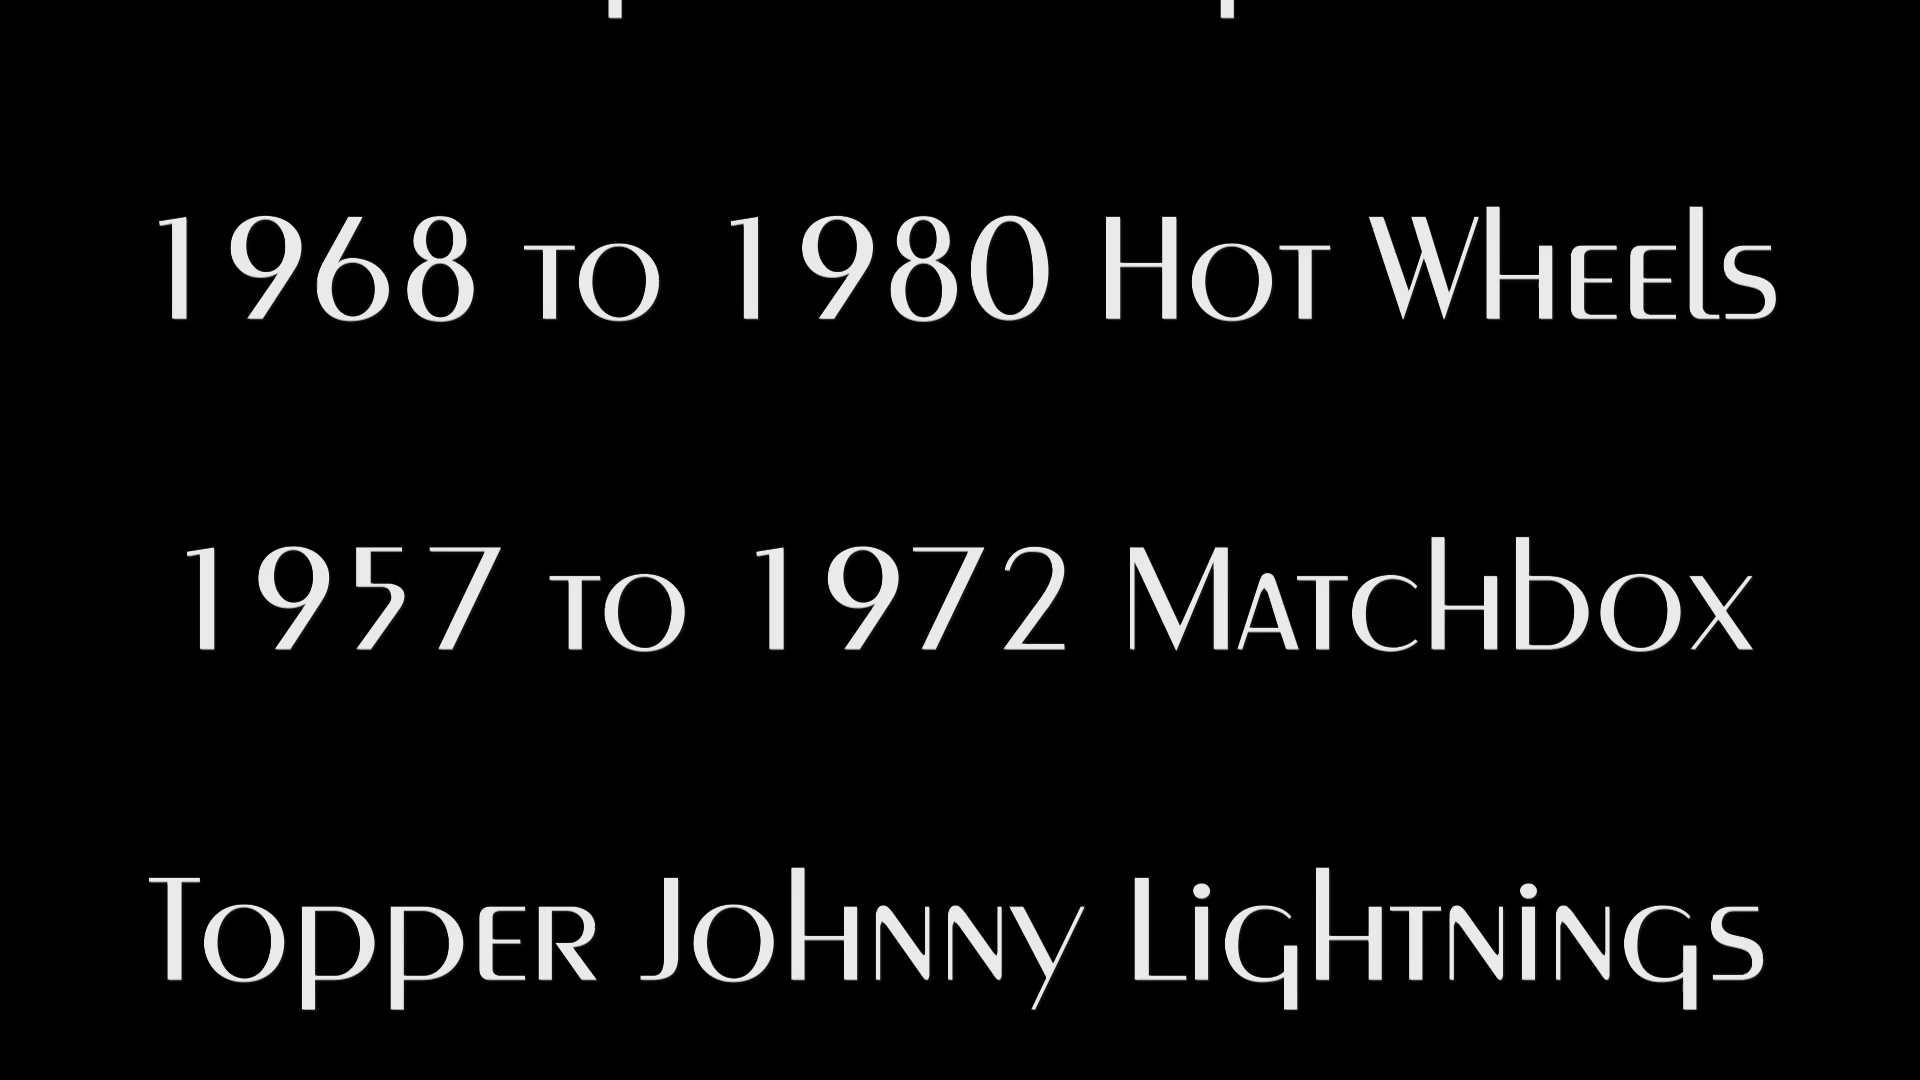 1968 to 1980 Hot Wheels
1957 to 1972 Matchbox
Topper Johnny Lightnings